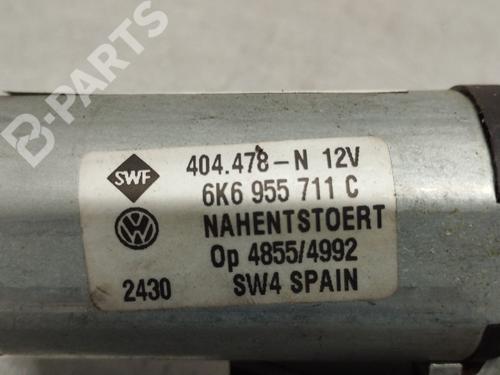 B-PARTS
SWF
404.478-N 12V
6K6 955 711 C
NAHENTSTOERT
Op 4855/4992
2430
SW4 SPAIN